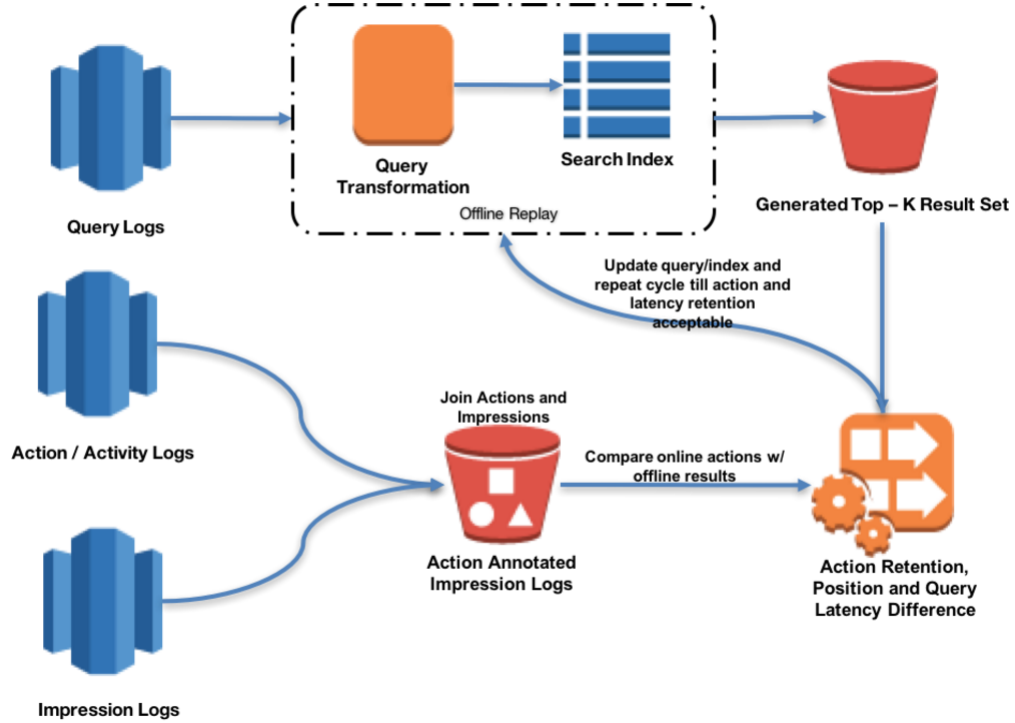 Query
Transformation
Search Index
Offline Replay
Query Logs
Generated Top – K Result Set
Update query/index and
repeat cycle till action and
latency retention
acceptable
Action / Activity Logs
Join Actions and
Impressions
Compare online actions w/
offline results
Action Annotated
Impression Logs
Action Retention,
Position and Query
Latency Difference
Impression Logs